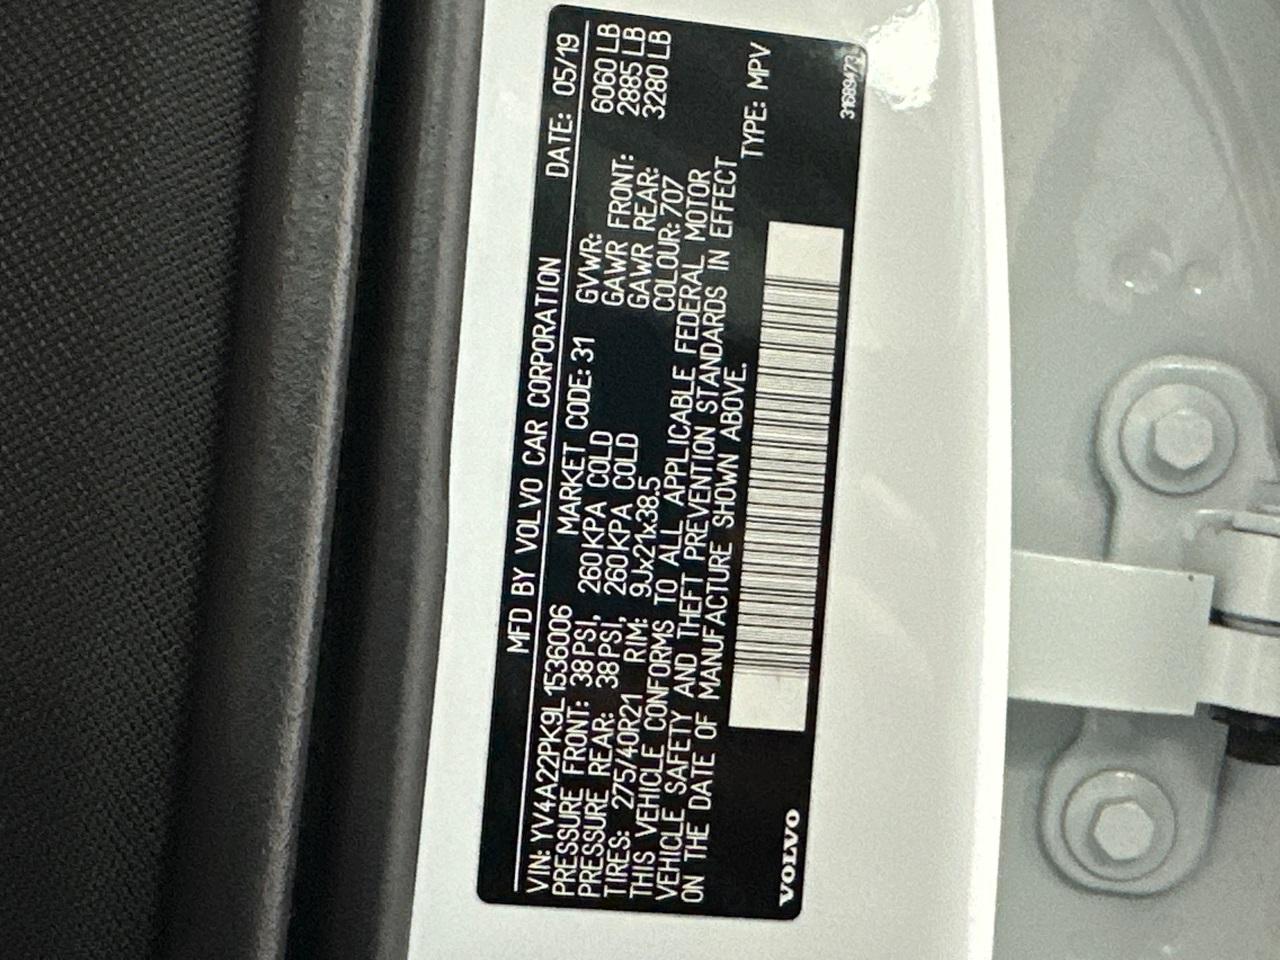 MFD BY VOLVO CAR CORPORATION DATE: 05/19
VIN: YV4A22PK9L1536006 MARKET CODE: 31 GVWR: 6060 LB
PRESSURE FRONT: 38PSI, 260KPA COLD GAWR FRONT: 2885 LB
PRESSURE REAR: 38PSI, 260KPA COLD GAWR REAR: 3280 LB
TIRES: 275/40R21 RIM: 9Jx21x38.5 COLOUR: 707
THIS VEHICLE CONFORMS TO ALL APPLICABLE FEDERAL MOTOR
VEHICLE SAFETY AND THEFT PREVENTION STANDARDS IN EFFECT
ON THE DATE OF MANUFACTURE SHOWN ABOVE. TYPE: MPV
VOLVO
31689473